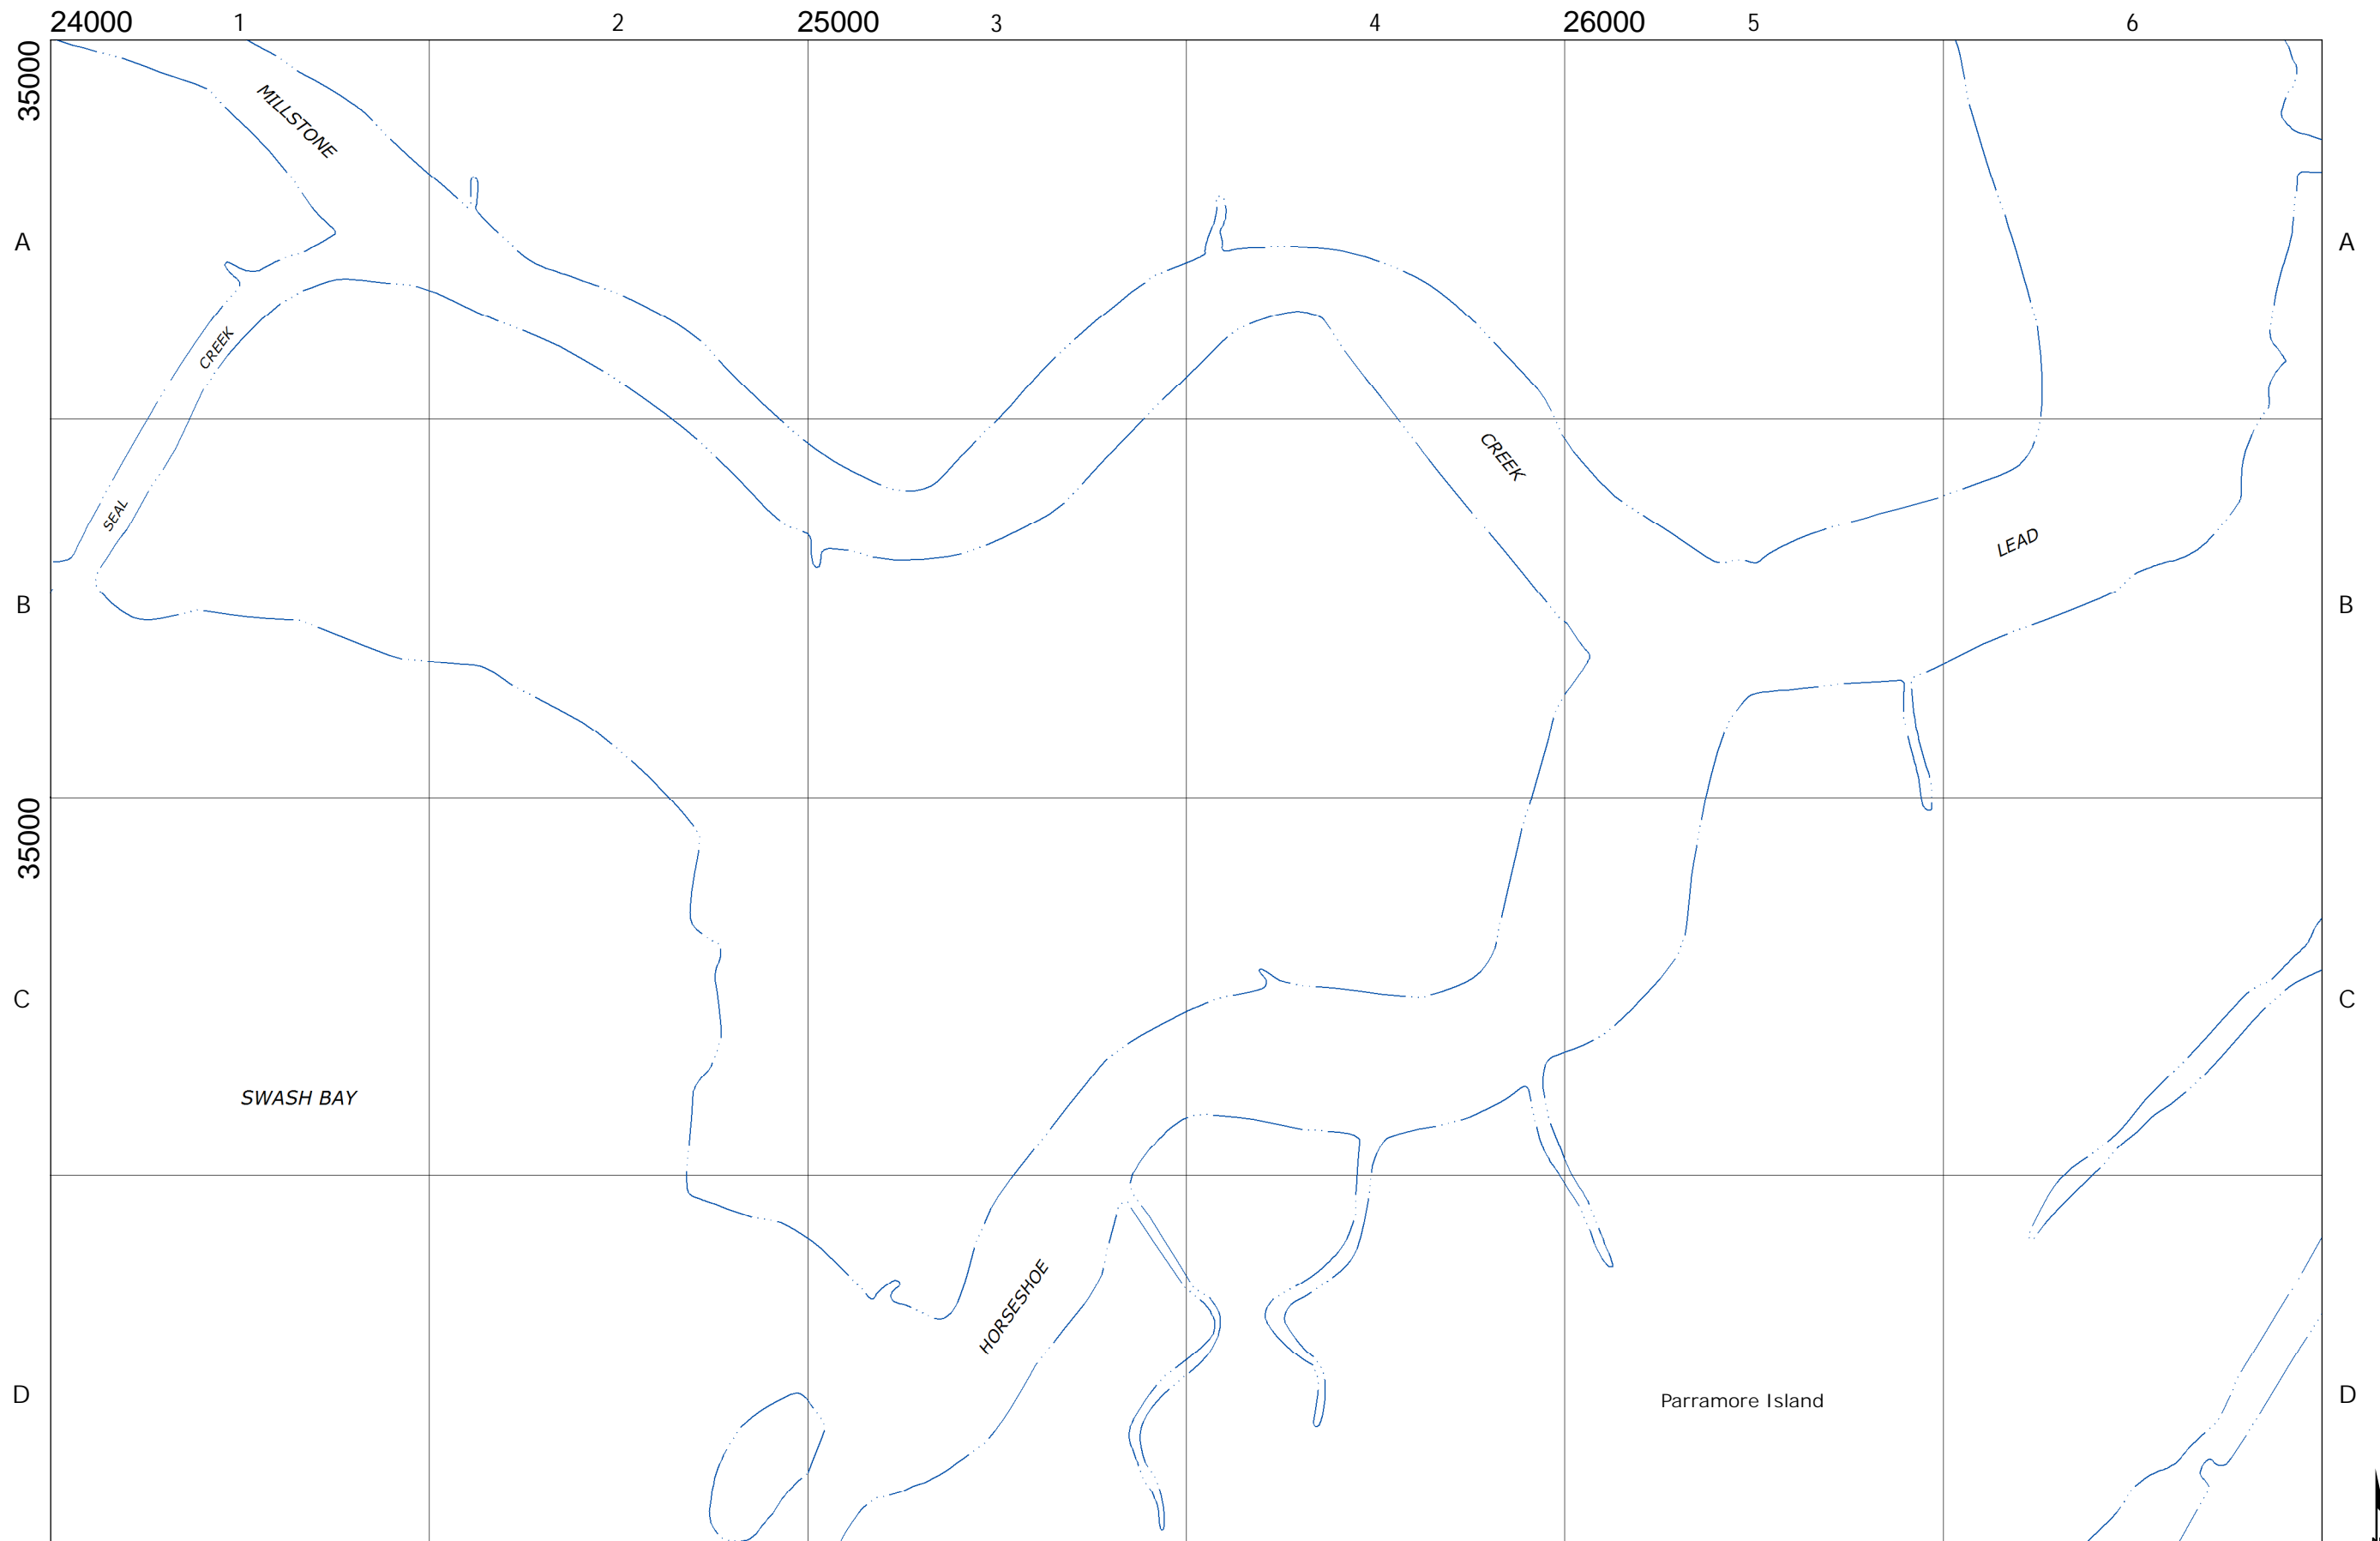 24000 1 2 25000 3 4 26000 5 6
35000
MILLSTONE
A A
CREEK
CREEK
SEAL
LEAD
B B
35000
C C
SWASH BAY
HORSESHOE
D D
Parramore Island